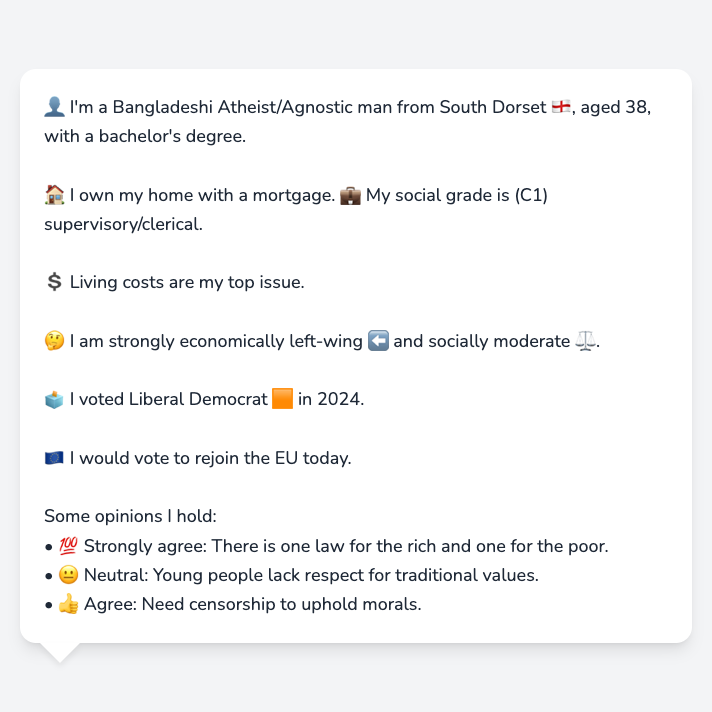 👤 I'm a Bangladeshi Atheist/Agnostic man from South Dorset 🏴󠁧󠁢󠁥󠁮󠁧󠁿, aged 38,
with a bachelor's degree.
🏠 I own my home with a mortgage. 💼 My social grade is (C1)
supervisory/clerical.
💲 Living costs are my top issue.
🤔 I am strongly economically left-wing ⬅️ and socially moderate ⚖️.
🗳️ I voted Liberal Democrat 🟧 in 2024.
🇪🇺 I would vote to rejoin the EU today.
Some opinions I hold:
• 💯 Strongly agree: There is one law for the rich and one for the poor.
• 😐 Neutral: Young people lack respect for traditional values.
• 👍 Agree: Need censorship to uphold morals.